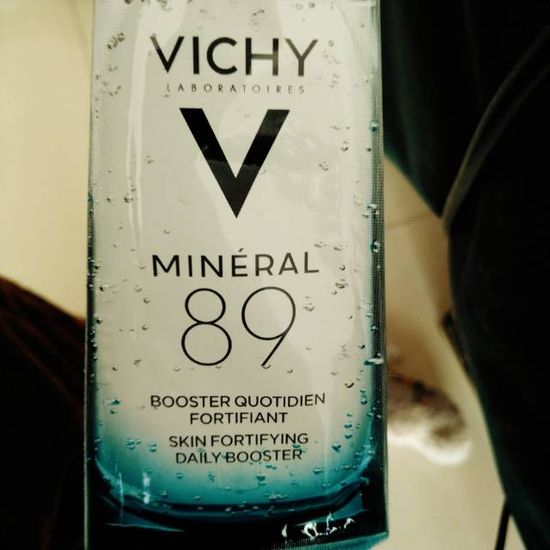 VICHY
LABORATOIRES
V
MINÉRAL
89
BOOSTER QUOTIDIEN
FORTIFIANT
SKIN FORTIFYING
DAILY BOOSTER